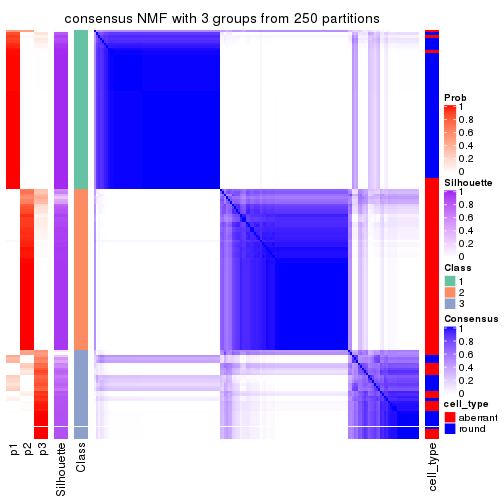 consensus NMF with 3 groups from 250 partitions
Prob
1
0.8
0.6
0.4
0.2
0
Silhouette
1
0.8
0.6
0.4
0.2
0
Class
1
2
3
Consensus
1
0.8
0.6
0.4
0.2
0
cell_type
aberrant
round
p1
p2
p3
Silhouette
Class
cell_type